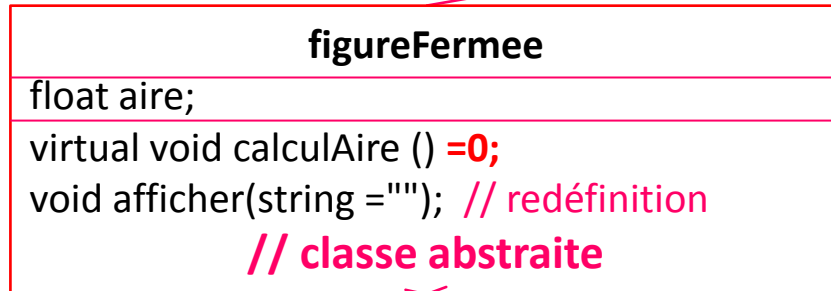 figureFermee
float aire;
virtual void calculAire () =0;
void afficher(string =""); // redéfinition
// classe abstraite